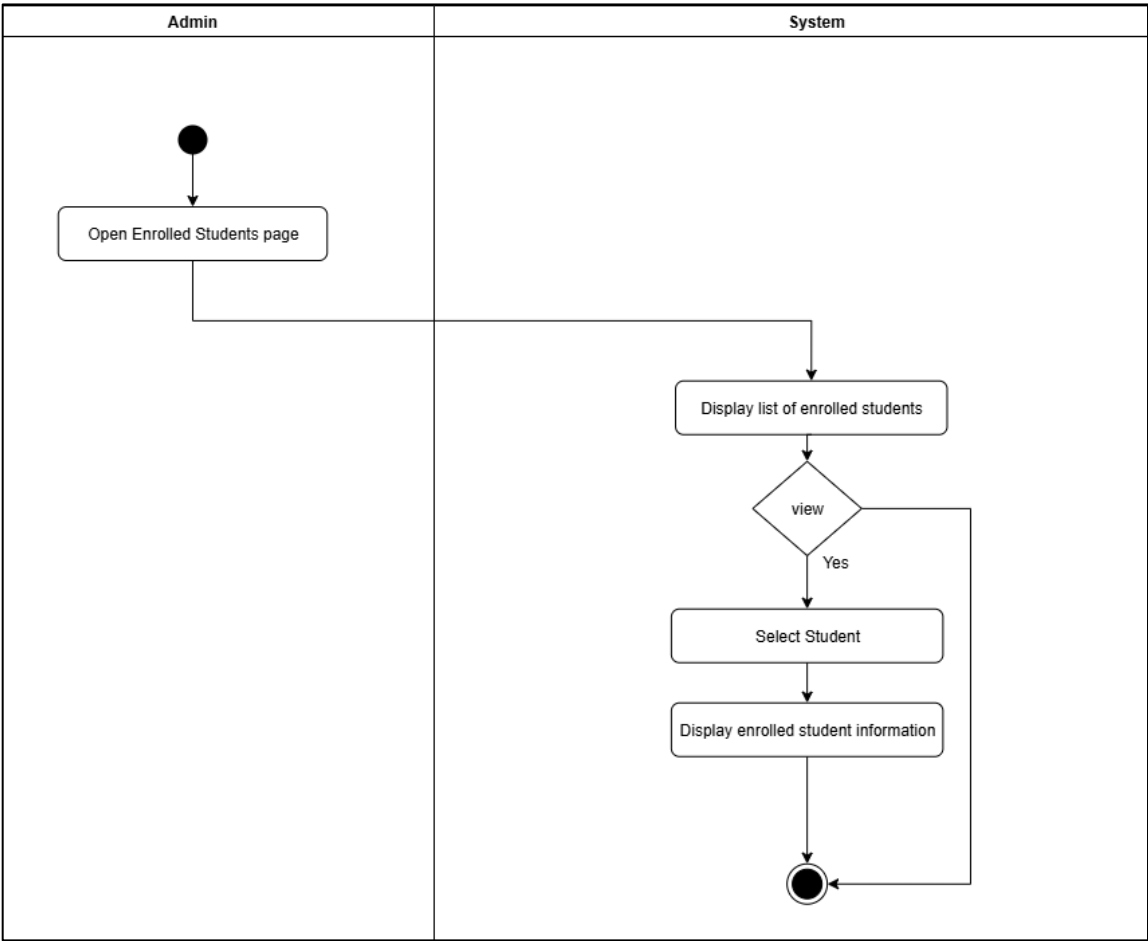 Admin
System
Open Enrolled Students page
Display list of enrolled students
view
Yes
Select Student
Display enrolled student information